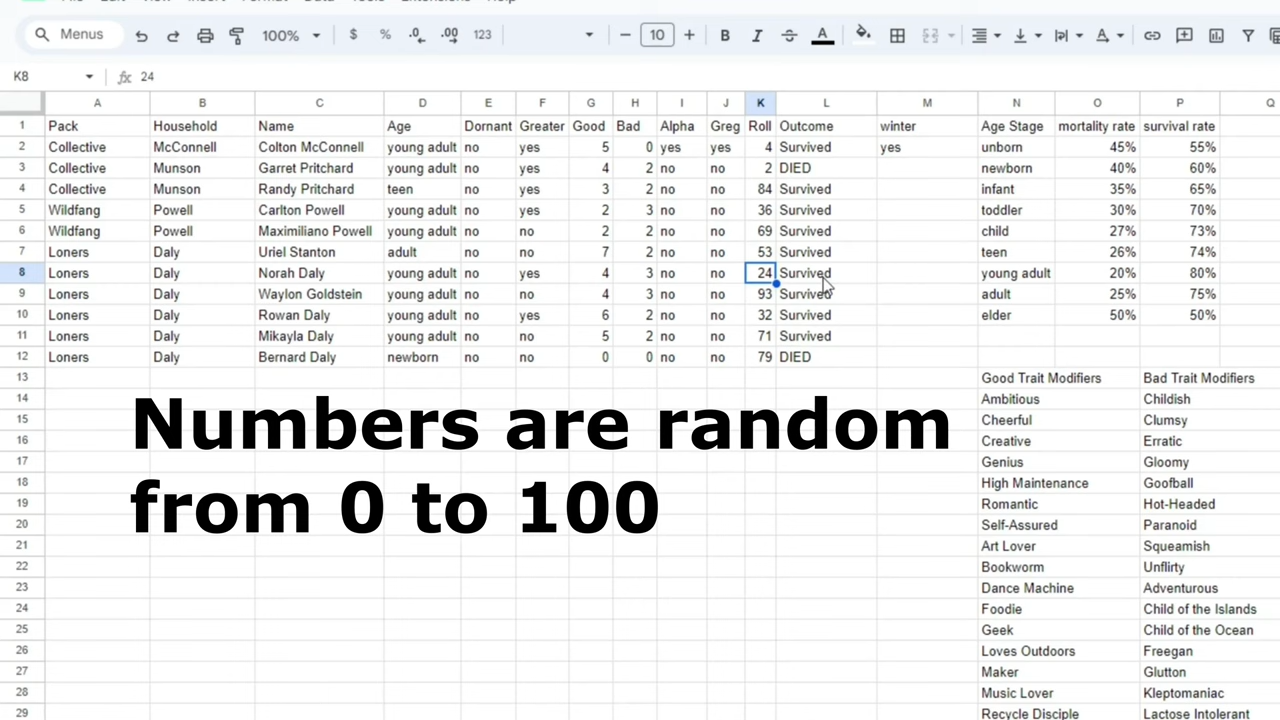 Menus 100% $ % .0 .00 123 10 B I A
K8 24
A B C D E F G H I J K L M N O P Q
1 Pack Household Name Age Dornant Greater Good Bad Alpha Greg Roll Outcome winter Age Stage mortality rate survival rate
2 Collective McConnell Colton McConnell young adult no yes 5 0 yes yes 4 Survived yes unborn 45% 55%
3 Collective Munson Garret Pritchard young adult no yes 4 2 no no 2 DIED newborn 40% 60%
4 Collective Munson Randy Pritchard teen no yes 3 2 no no 84 Survived infant 35% 65%
5 Wildfang Powell Carlton Powell young adult no yes 2 3 no no 36 Survived toddler 30% 70%
6 Wildfang Powell Maximiliano Powell young adult no no 2 2 no no 69 Survived child 27% 73%
7 Loners Daly Uriel Stanton adult no no 7 2 no no 53 Survived teen 26% 74%
8 Loners Daly Norah Daly young adult no yes 4 3 no no 24 Survived young adult 20% 80%
9 Loners Daly Waylon Goldstein young adult no no 4 3 no no 93 Survived adult 25% 75%
10 Loners Daly Rowan Daly young adult no yes 6 2 no no 32 Survived elder 50% 50%
11 Loners Daly Mikayla Daly young adult no no 5 2 no no 71 Survived
12 Loners Daly Bernard Daly newborn no no 0 0 no no 79 DIED
13 Good Trait Modifiers Bad Trait Modifiers
14 Ambitious Childish
15 Cheerful Clumsy
16 Creative Erratic
17 Genius Gloomy
18 High Maintenance Goofball
19 Romantic Hot-Headed
20 Self-Assured Paranoid
21 Art Lover Squeamish
22 Bookworm Unflirty
23 Dance Machine Adventurous
24 Foodie Child of the Islands
25 Geek Child of the Ocean
26 Loves Outdoors Freegan
27 Maker Glutton
28 Music Lover Kleptomaniac
29 Recycle Disciple Lactose Intolerant
Numbers are random
from 0 to 100